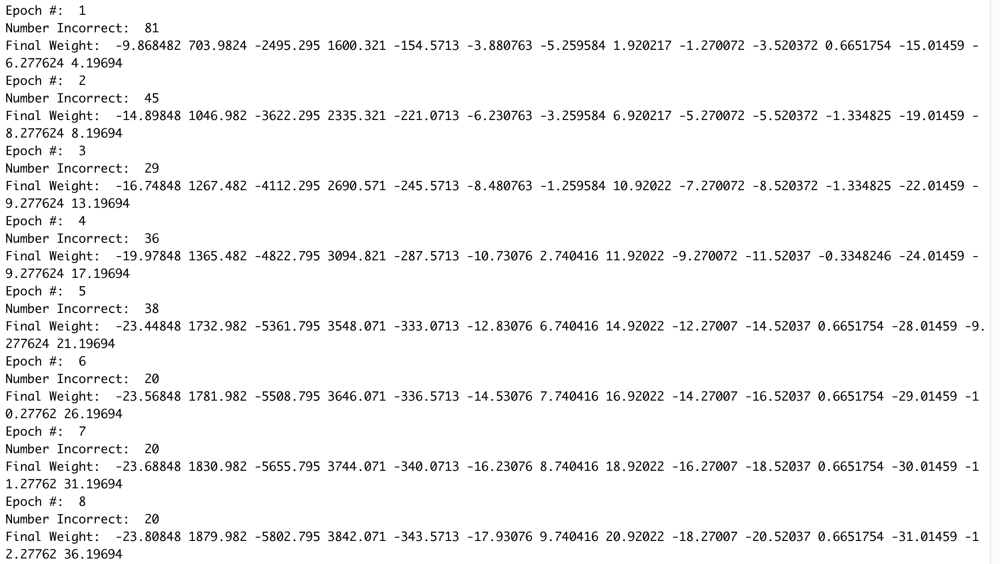 Epoch #:  1
Number Incorrect:  81
Final Weight:  -9.868482 703.9824 -2495.295 1600.321 -154.5713 -3.880763 -5.259584 1.920217 -1.270072 -3.520372 0.6651754 -15.01459 -
6.277624 4.19694
Epoch #:  2
Number Incorrect:  45
Final Weight:  -14.89848 1046.982 -3622.295 2335.321 -221.0713 -6.230763 -3.259584 6.920217 -5.270072 -5.520372 -1.334825 -19.01459 -
8.277624 8.19694
Epoch #:  3
Number Incorrect:  29
Final Weight:  -16.74848 1267.482 -4112.295 2690.571 -245.5713 -8.480763 -1.259584 10.92022 -7.270072 -8.520372 -1.334825 -22.01459 -
9.277624 13.19694
Epoch #:  4
Number Incorrect:  36
Final Weight:  -19.97848 1365.482 -4822.795 3094.821 -287.5713 -10.73076 2.740416 11.92022 -9.270072 -11.52037 -0.3348246 -24.01459 -
9.277624 17.19694
Epoch #:  5
Number Incorrect:  38
Final Weight:  -23.44848 1732.982 -5361.795 3548.071 -333.0713 -12.83076 6.740416 14.92022 -12.27007 -14.52037 0.6651754 -28.01459 -9.
277624 21.19694
Epoch #:  6
Number Incorrect:  20
Final Weight:  -23.56848 1781.982 -5508.795 3646.071 -336.5713 -14.53076 7.740416 16.92022 -14.27007 -16.52037 0.6651754 -29.01459 -1
0.27762 26.19694
Epoch #:  7
Number Incorrect:  20
Final Weight:  -23.68848 1830.982 -5655.795 3744.071 -340.0713 -16.23076 8.740416 18.92022 -16.27007 -18.52037 0.6651754 -30.01459 -1
1.27762 31.19694
Epoch #:  8
Number Incorrect:  20
Final Weight:  -23.80848 1879.982 -5802.795 3842.071 -343.5713 -17.93076 9.740416 20.92022 -18.27007 -20.52037 0.6651754 -31.01459 -1
2.27762 36.19694